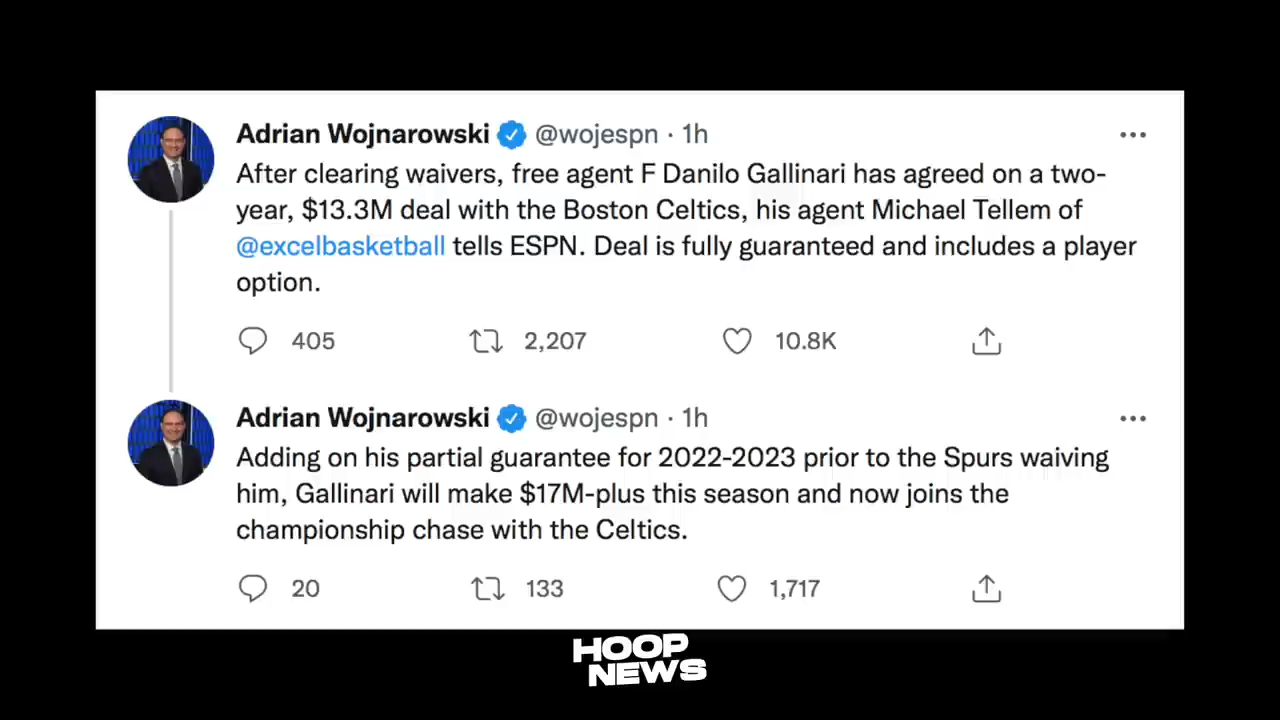 Adrian Wojnarowski @wojespn · 1h
After clearing waivers, free agent F Danilo Gallinari has agreed on a two-
year, $13.3M deal with the Boston Celtics, his agent Michael Tellem of
@excelbasketball tells ESPN. Deal is fully guaranteed and includes a player
option.
405 2,207 10.8K
Adrian Wojnarowski @wojespn · 1h
Adding on his partial guarantee for 2022-2023 prior to the Spurs waiving
him, Gallinari will make $17M-plus this season and now joins the
championship chase with the Celtics.
20 133 1,717
HOOP
NEWS